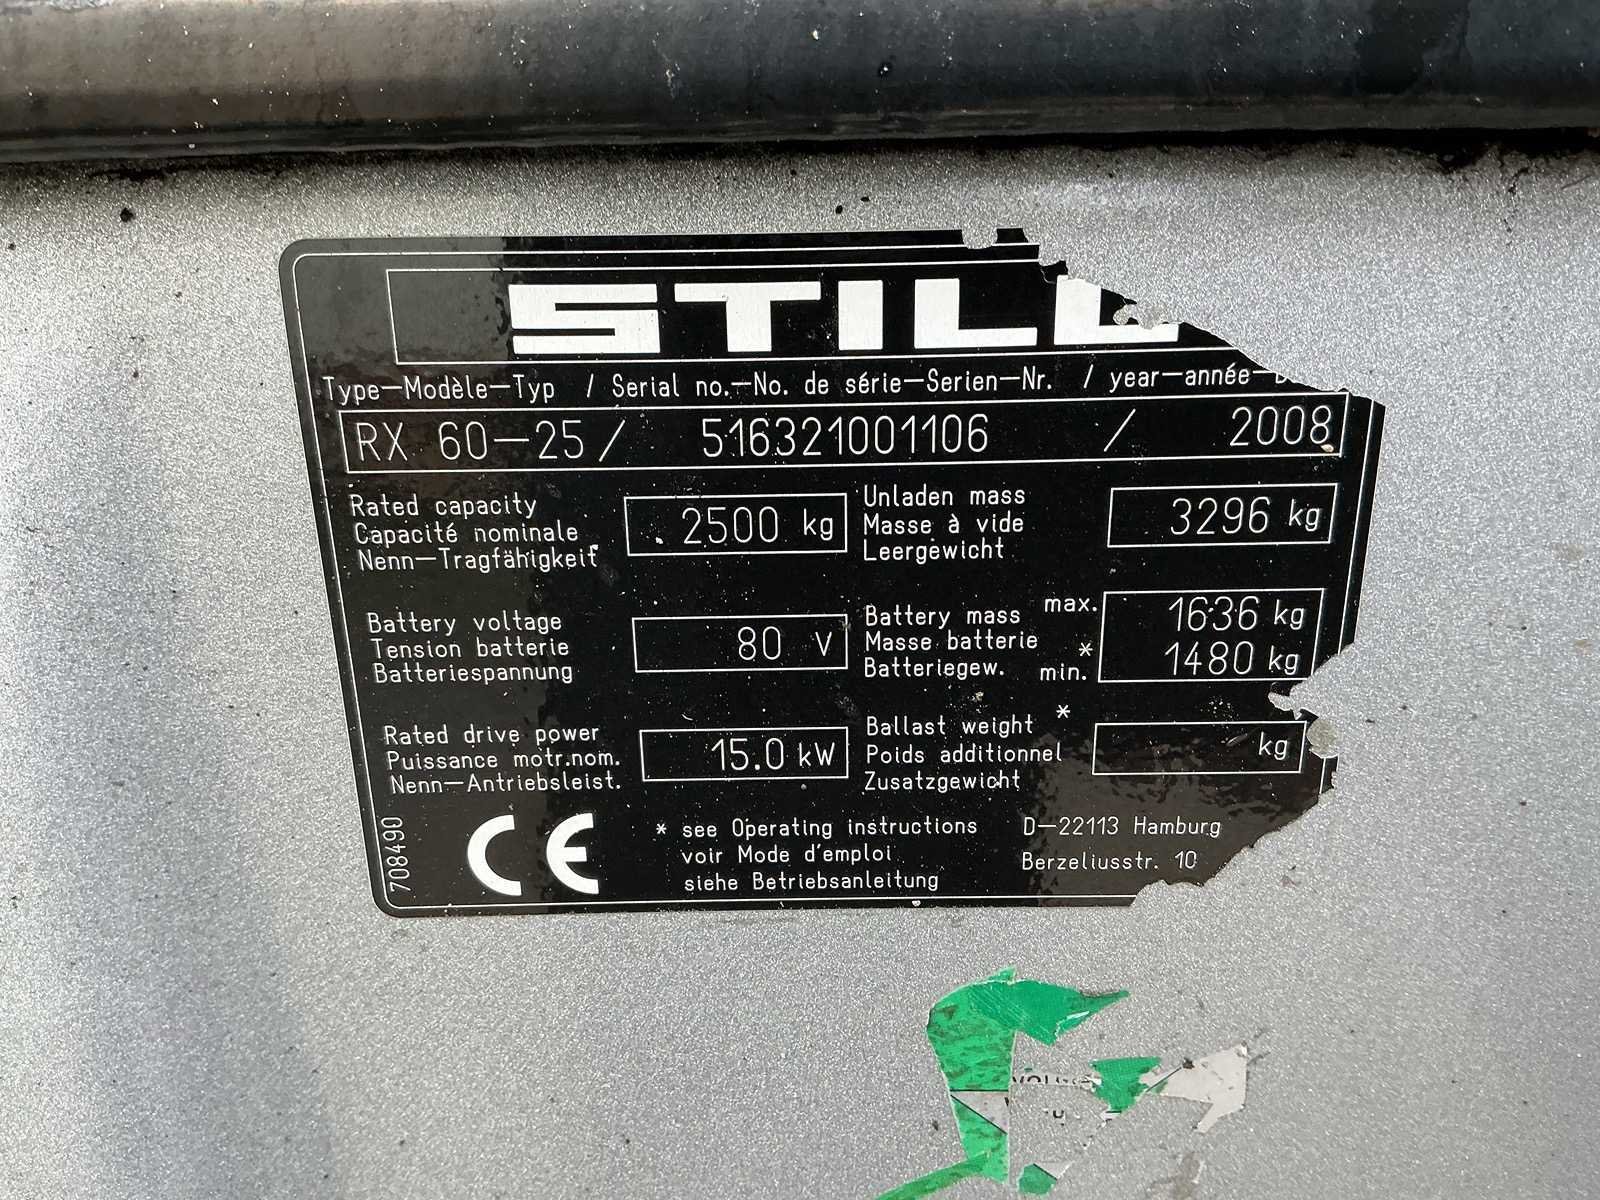 STILL
Type—Modèle—Typ / Serial no.—No. de série—Serien—Nr. / year—année—
RX 60—25 / 516321001106 / 2008
Rated capacity
Capacité nominale
Nenn—Tragfähigkeit
2500 kg
Unladen mass
Masse à vide
Leergewicht
3296 kg
Battery voltage
Tension batterie
Batteriespannung
80 V
Battery mass max. 1636 kg
Masse batterie *
Batteriegew. min. 1480 kg
Rated drive power
Puissance motr.nom.
Nenn—Antriebsleist.
15.0 kW
Ballast weight *
Poids additionnel
Zusatzgewicht
kg
708490
CE
* see Operating instructions
voir Mode d'emploi
siehe Betriebsanleitung
D—22113 Hamburg
Berzeliusstr. 10